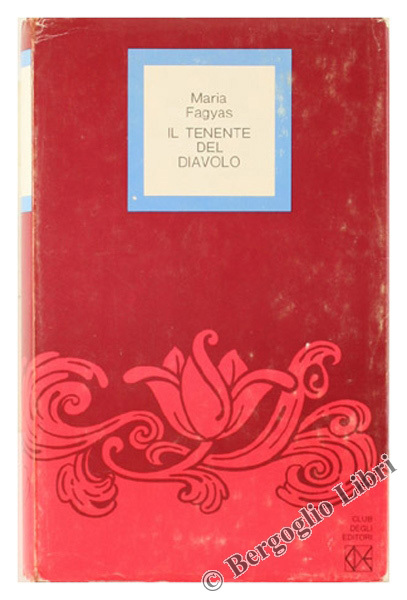 Maria
Fagyas
IL TENENTE
DEL
DIAVOLO
CLUB
DEGLI
EDITORI
© Bergoglio Libri